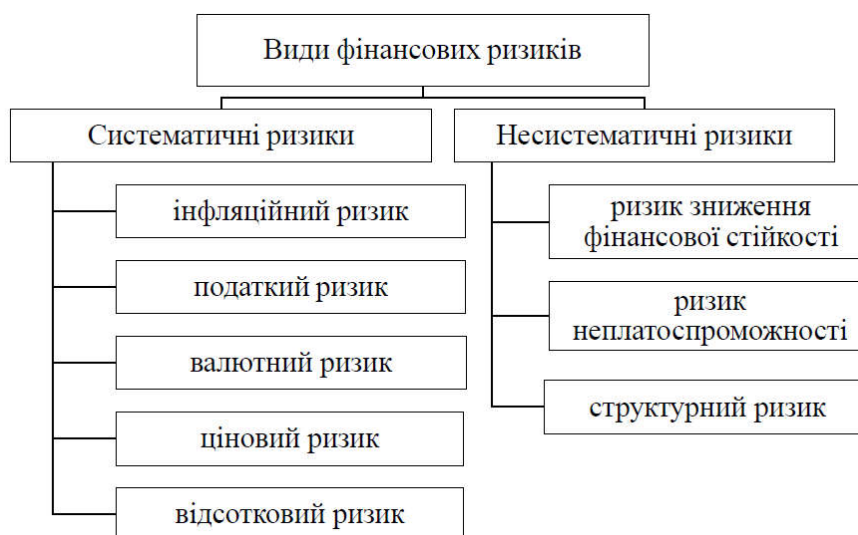 Види фінансових ризиків
Систематичні ризики
інфляційний ризик
податкий ризик
валютний ризик
ціновий ризик
відсотковий ризик
Несистематичні ризики
ризик зниження
фінансової стійкості
ризик
неплатоспроможності
структурний ризик